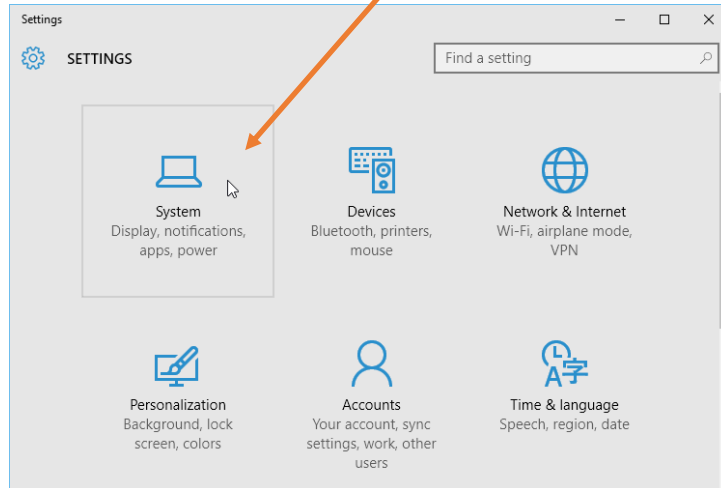 Settings
SETTINGS
Find a setting
System
Display, notifications,
apps, power
Devices
Bluetooth, printers,
mouse
Network & Internet
Wi-Fi, airplane mode,
VPN
Personalization
Background, lock
screen, colors
Accounts
Your account, sync
settings, work, other
users
A字
Time & language
Speech, region, date